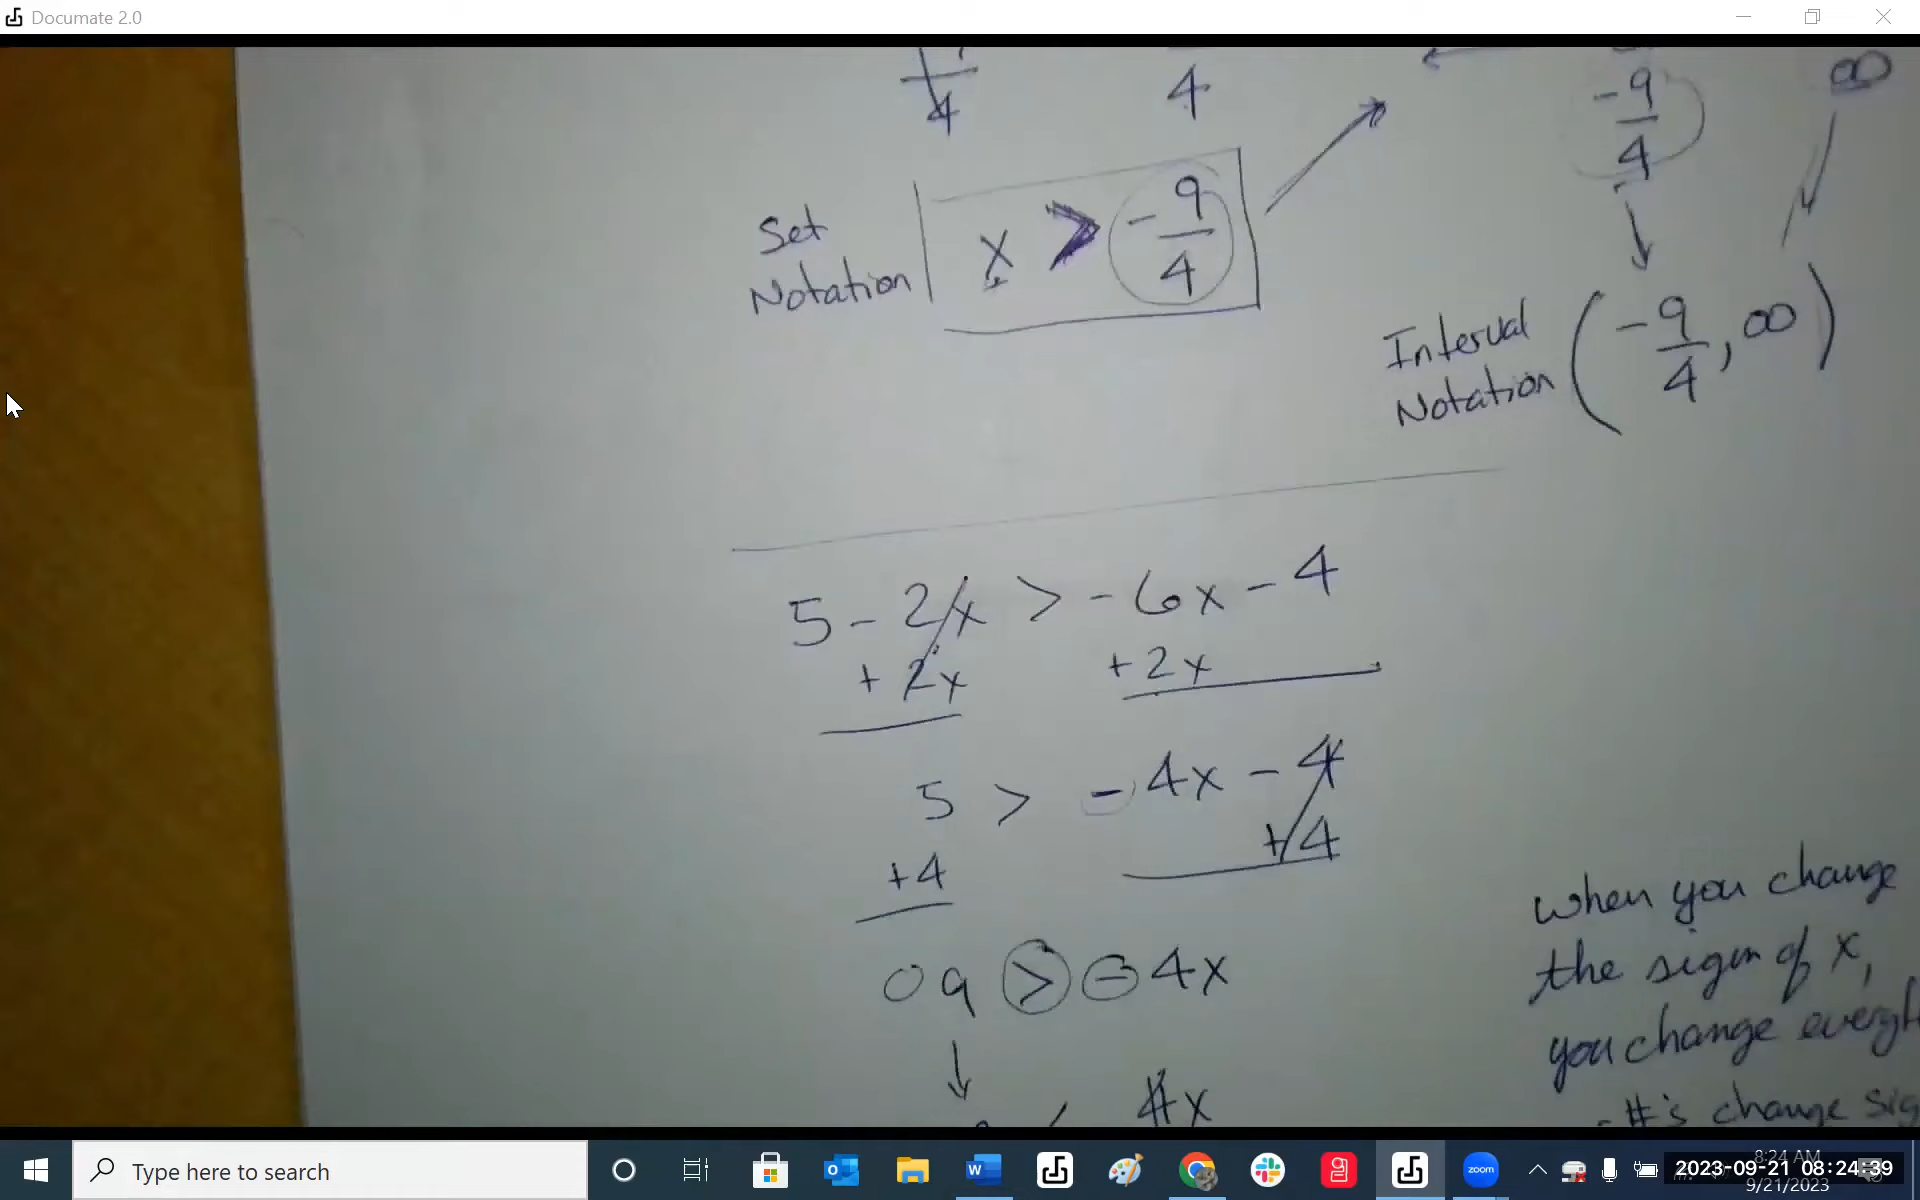 Documate 2.0
4
4
-9
4
∞
Set
Notation
x > -9/4
Interval
Notation
(-9/4, ∞)
5 - 2x > -6x - 4
+ 2x + 2x
5 > -4x - 4
+4 +4
9 > -4x
4x
When you change
the sign of x,
you change
-#'s change
Type here to search
zoom
8:24 AM
2023-09-21 08:24:39
9/21/2023